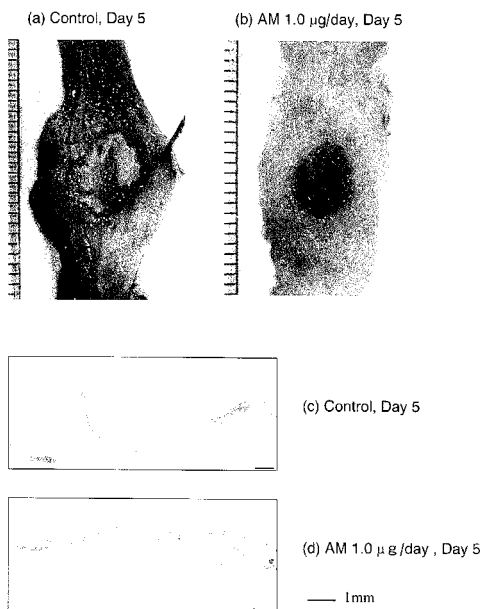 (a) Control, Day 5
(b) AM 1.0 µg/day, Day 5
(c) Control, Day 5
(d) AM 1.0 µ g /day , Day 5
1mm